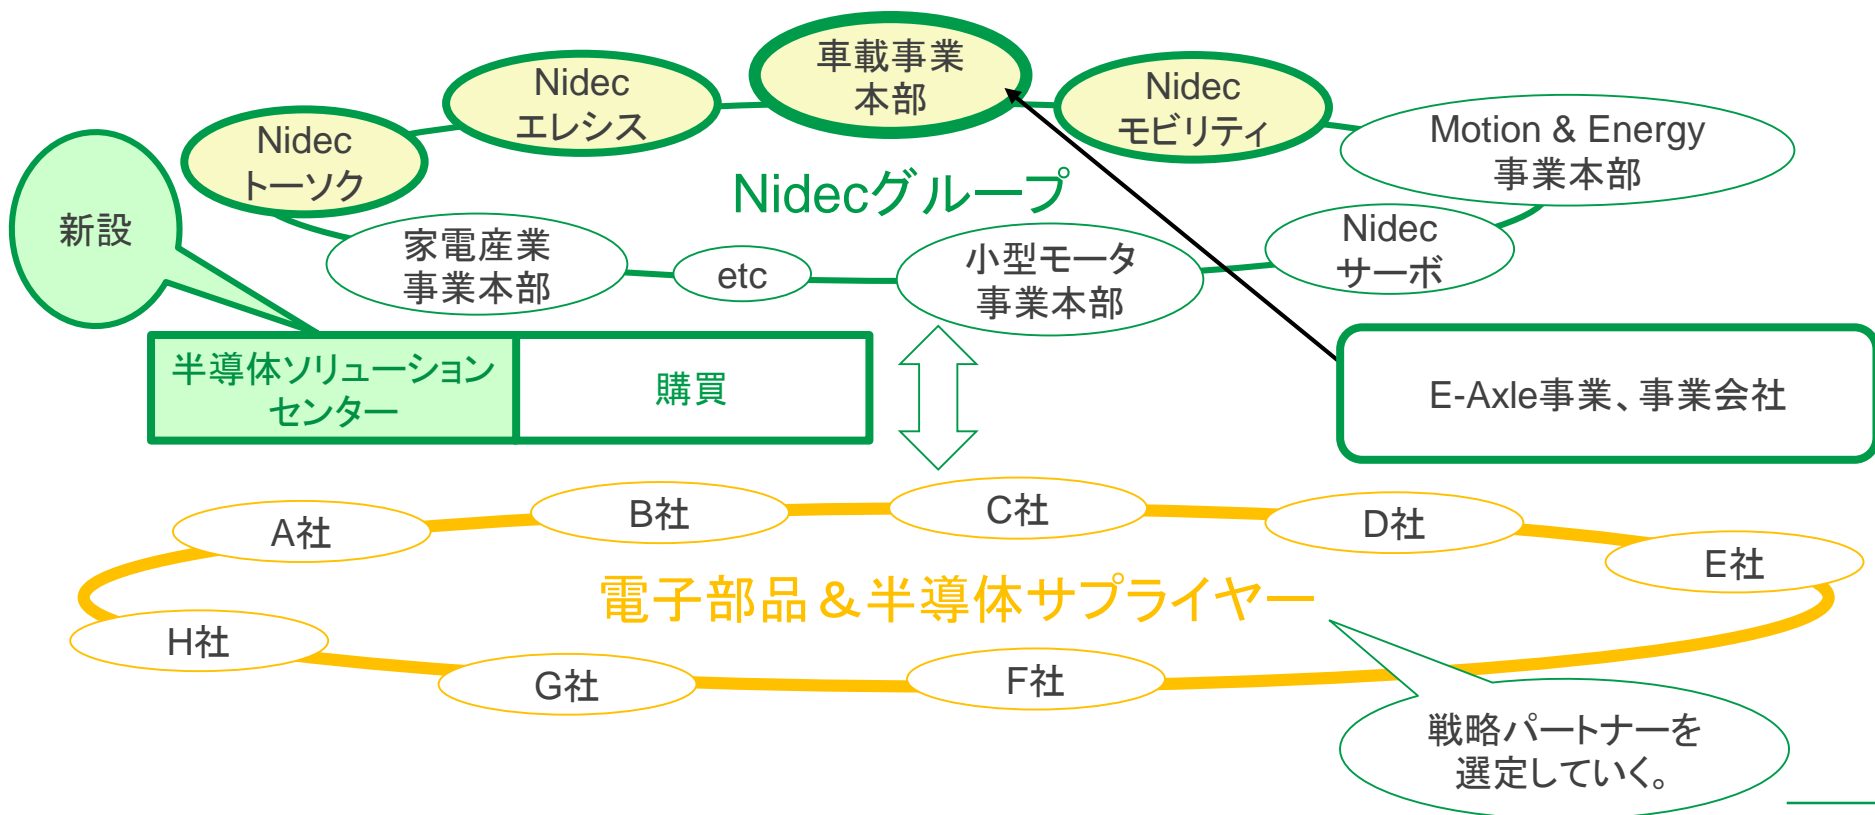 車載事業
本部
Nidec
エレシス
Nidec
モビリティ
Nidec
トーソク
Motion & Energy
事業本部
Nidecグループ
新設
家電産業
事業本部
etc
小型モータ
事業本部
Nidec
サーボ
半導体ソリューション
センター
購買
E-Axle事業、事業会社
A社
B社
C社
D社
E社
電子部品＆半導体サプライヤー
H社
G社
F社
戦略パートナーを
選定していく。